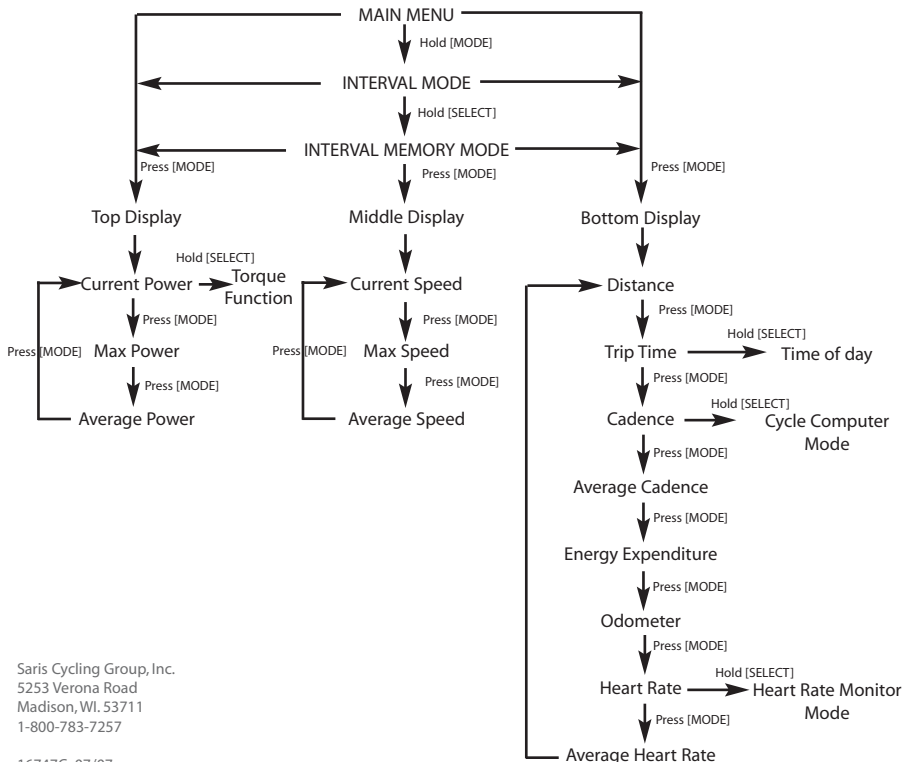 MAIN MENU
Hold [MODE]
INTERVAL MODE
Hold [SELECT]
INTERVAL MEMORY MODE
Press [MODE]
Press [MODE]
Press [MODE]
Top Display
Middle Display
Bottom Display
Hold [SELECT]
Current Power
Torque
Function
Current Speed
Distance
Press [MODE]
Press [MODE]
Press [MODE]
Press [MODE]
Max Power
Press [MODE]
Max Speed
Trip Time
Hold [SELECT]
Time of day
Press [MODE]
Press [MODE]
Press [MODE]
Average Power
Average Speed
Cadence
Hold [SELECT]
Cycle Computer
Mode
Press [MODE]
Average Cadence
Press [MODE]
Energy Expenditure
Press [MODE]
Odometer
Press [MODE]
Heart Rate
Hold [SELECT]
Heart Rate Monitor
Mode
Press [MODE]
Average Heart Rate
Saris Cycling Group, Inc.
5253 Verona Road
Madison, WI. 53711
1-800-783-7257